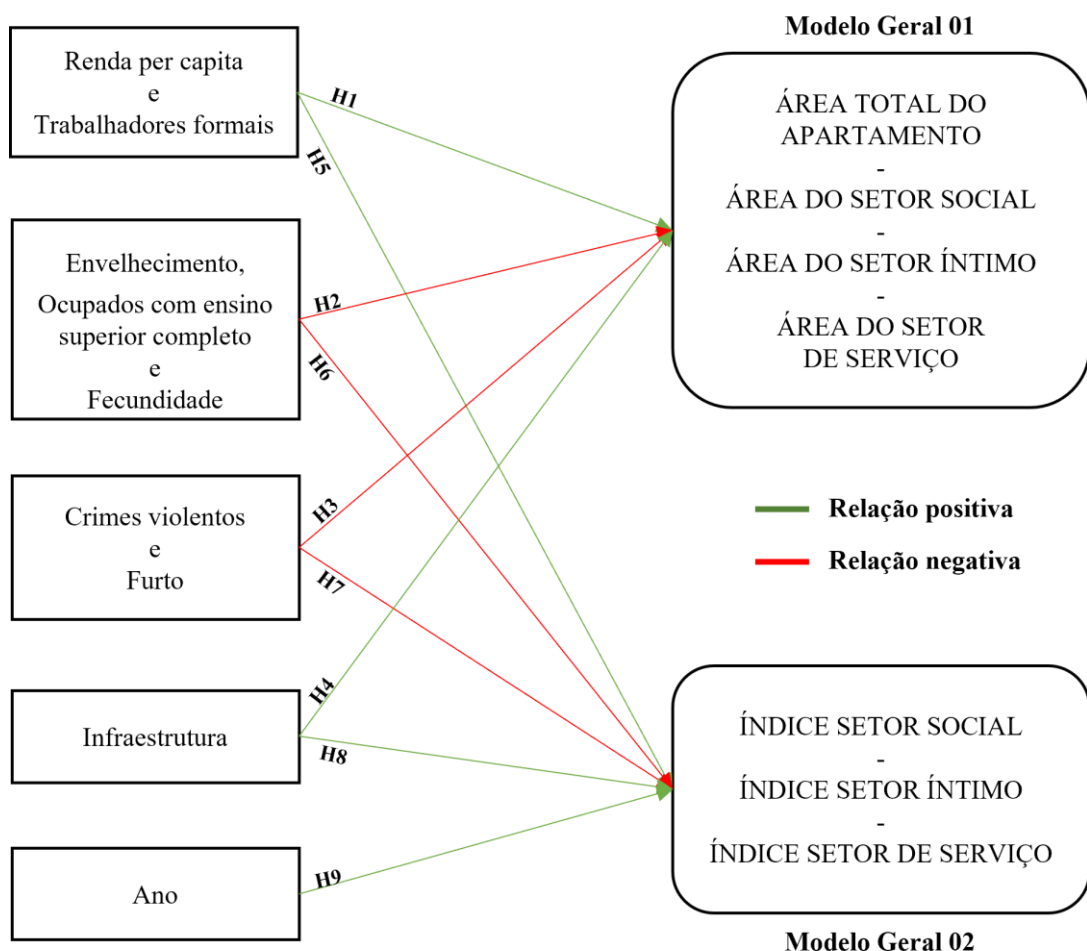 Modelo Geral 01
Renda per capita
e
Trabalhadores formais
H1
H5
ÁREA TOTAL DO
APARTAMENTO
-
ÁREA DO SETOR SOCIAL
-
ÁREA DO SETOR ÍNTIMO
-
ÁREA DO SETOR
DE SERVIÇO
Envelhecimento,
Ocupados com ensino
superior completo
e
Fecundidade
H2
H6
Crimes violentos
e
Furto
H3
H7
Relação positiva
Relação negativa
Infraestrutura
H4
H8
ÍNDICE SETOR SOCIAL
-
ÍNDICE SETOR ÍNTIMO
-
ÍNDICE SETOR DE SERVIÇO
Ano
H9
Modelo Geral 02